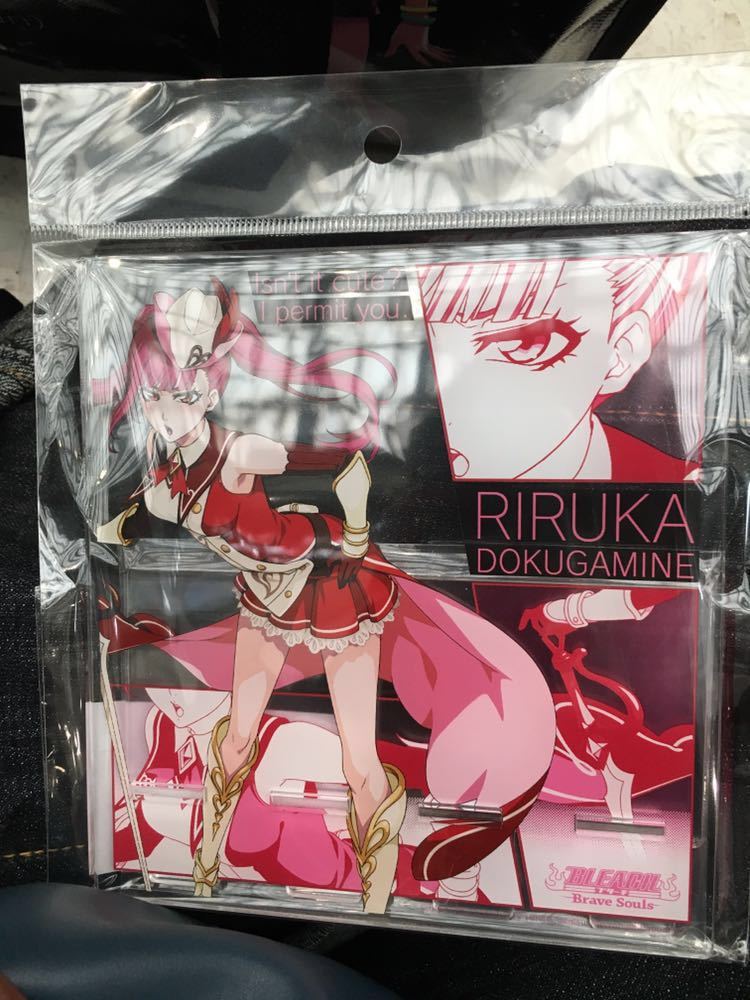 Isn't it cute?
I permit you.
RIRUKA
DOKUGAMINE
BLEACH
Brave Souls